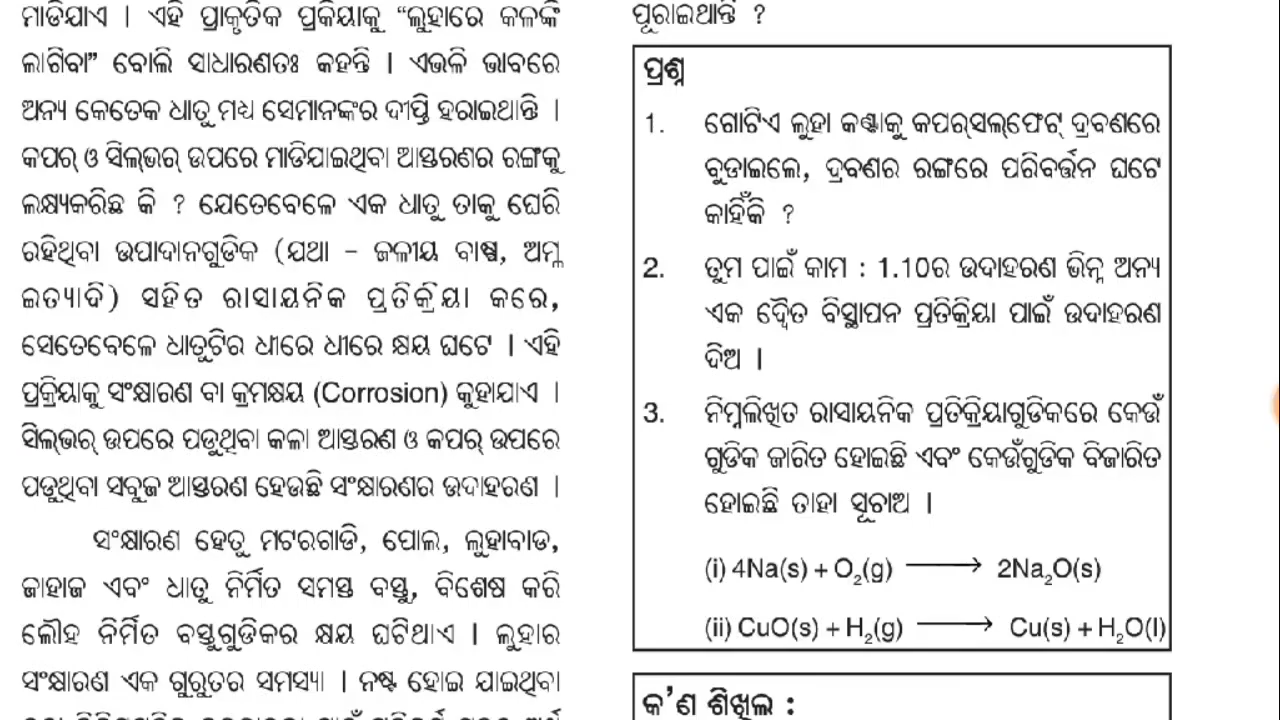 ମାଡିଯାଏ । ଏହି ପ୍ରାକୃତିକ ପ୍ରକିୟାକୁ “ଲୁହାରେ କଳଙ୍କି
ଲାଗିବା” ବୋଲି ସାଧାରଣତଃ କହନ୍ତି । ଏଭଳି ଭାବରେ
ଅନ୍ୟ କେତେକ ଧାତୁ ମଧ୍ୟ ସେମାନଙ୍କର ଦୀପ୍ତି ହରାଇଥାନ୍ତି ।
କପର୍ ଓ ସିଲ୍‌ଭର୍ ଉପରେ ମାଡିଯାଇଥିବା ଆସ୍ତରଣର ରଙ୍ଗକୁ
ଲକ୍ଷ୍ୟକରିଛ କି ? ଯେତେବେଳେ ଏକ ଧାତୁ ତାକୁ ଘେରି
ରହିଥିବା ଉପାଦାନଗୁଡିକ (ଯଥା - ଜଳୀୟ ବାଷ୍ପ, ଅମ୍ଳ
ଇତ୍ୟାଦି) ସହିତ ରାସାୟନିକ ପ୍ରତିକ୍ରିୟା କରେ,
ସେତେବେଳେ ଧାତୁଟିର ଧୀରେ ଧୀରେ କ୍ଷୟ ଘଟେ । ଏହି
ପ୍ରକ୍ରିୟାକୁ ସଂକ୍ଷାରଣ ବା କ୍ରମକ୍ଷୟ (Corrosion) କୁହାଯାଏ ।
ସିଲ୍‌ଭର୍ ଉପରେ ପଡୁଥିବା କଳା ଆସ୍ତରଣ ଓ କପର୍ ଉପରେ
ପଡୁଥିବା ସବୁଜ ଆସ୍ତରଣ ହେଉଛି ସଂକ୍ଷାରଣର ଉଦାହରଣ ।
ସଂକ୍ଷାରଣ ହେତୁ ମଟରଗାଡି, ପୋଲ, ଲୁହାବାଡ,
ଜାହାଜ ଏବଂ ଧାତୁ ନିର୍ମିତ ସମସ୍ତ ବସ୍ତୁ, ବିଶେଷ କରି
ଲୌହ ନିର୍ମିତ ବସ୍ତୁଗୁଡିକର କ୍ଷୟ ଘଟିଥାଏ । ଲୁହାର
ସଂକ୍ଷାରଣ ଏକ ଗୁରୁତର ସମସ୍ୟା । ନଷ୍ଟ ହୋଇ ଯାଇଥିବା
ପୂରାଇଥାନ୍ତି ?
ପ୍ରଶ୍ନ
1. ଗୋଟିଏ ଲୁହା କଣ୍ଟାକୁ କପର୍‌ସଲ୍‌ଫେଟ୍ ଦ୍ରବଣରେ
ବୁଡାଇଲେ, ଦ୍ରବଣର ରଙ୍ଗରେ ପରିବର୍ତ୍ତନ ଘଟେ
କାହିଁକି ?
2. ତୁମ ପାଇଁ କାମ : 1.10ର ଉଦାହରଣ ଭିନ୍ନ ଅନ୍ୟ
ଏକ ଦ୍ୱୈତ ବିସ୍ଥାପନ ପ୍ରତିକ୍ରିୟା ପାଇଁ ଉଦାହରଣ
ଦିଅ ।
3. ନିମ୍ନଲିଖିତ ରାସାୟନିକ ପ୍ରତିକ୍ରିୟାଗୁଡିକରେ କେଉଁ
ଗୁଡିକ ଜାରିତ ହୋଇଛି ଏବଂ କେଉଁଗୁଡିକ ବିଜାରିତ
ହୋଇଛି ତାହା ସୂଚାଅ ।
(i) 4Na(s) + O₂(g) ⟶ 2Na₂O(s)
(ii) CuO(s) + H₂(g) ⟶ Cu(s) + H₂O(l)
କ’ଣ ଶିଖିଲ :